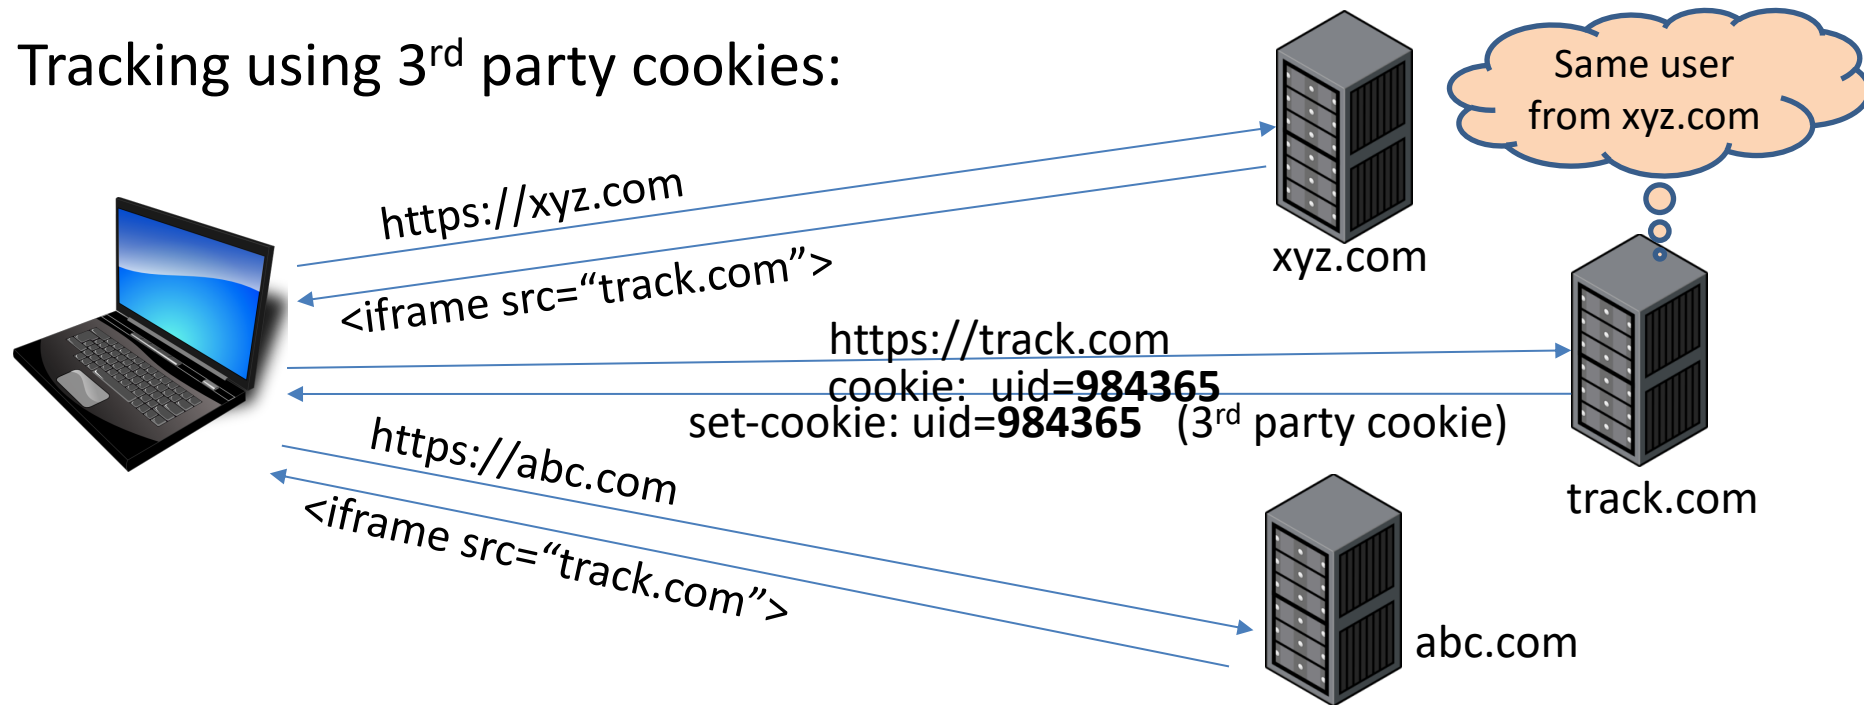 Tracking using 3rd party cookies:
Same user
from xyz.com
https://xyz.com
<iframe src=“track.com”>
xyz.com
https://track.com
cookie: uid=984365
set-cookie: uid=984365 (3rd party cookie)
https://abc.com
<iframe src=“track.com”>
track.com
abc.com